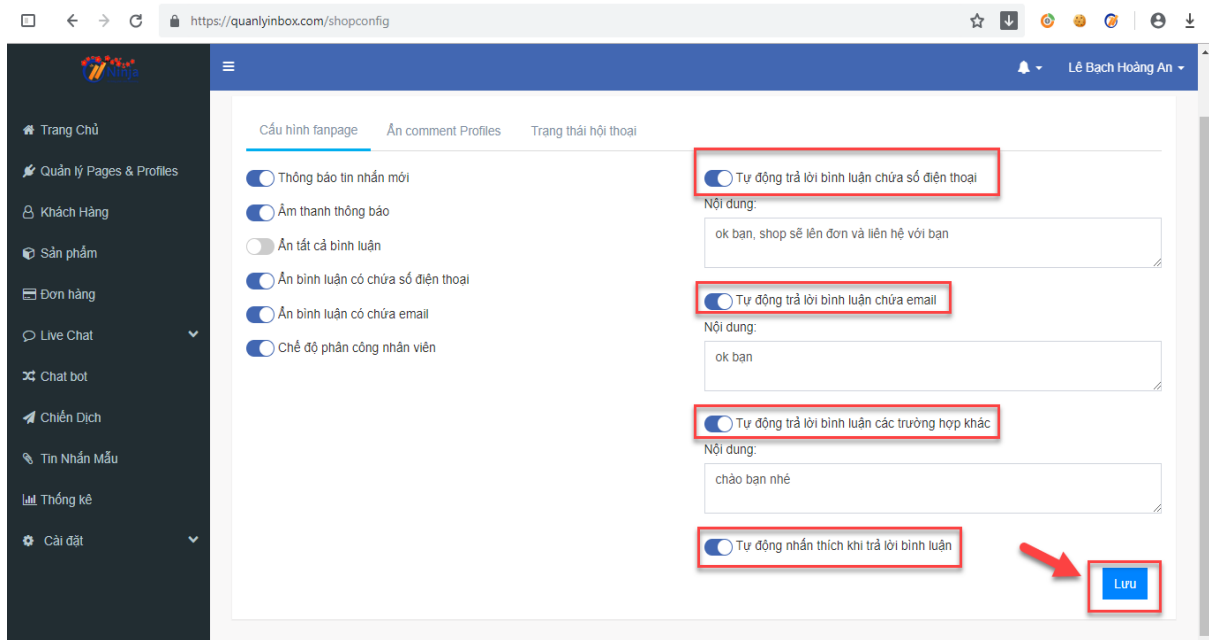 https://quanlyinbox.com/shopconfig
Ninja
Lê Bạch Hoàng An
Trang Chủ
Quản lý Pages & Profiles
Khách Hàng
Sản phẩm
Đơn hàng
Live Chat
Chat bot
Chiến Dịch
Tin Nhắn Mẫu
Thống kê
Cài đặt
Cấu hình fanpage Ẩn comment Profiles Trạng thái hội thoại
Thông báo tin nhắn mới
Âm thanh thông báo
Ẩn tất cả bình luận
Ẩn bình luận có chứa số điện thoại
Ẩn bình luận có chứa email
Chế độ phân công nhân viên
Tự động trả lời bình luận chứa số điện thoại
Nội dung:
ok bạn, shop sẽ lên đơn và liên hệ với bạn
Tự động trả lời bình luận chứa email
Nội dung:
ok bạn
Tự động trả lời bình luận các trường hợp khác
Nội dung:
chào bạn nhé
Tự động nhấn thích khi trả lời bình luận
Lưu